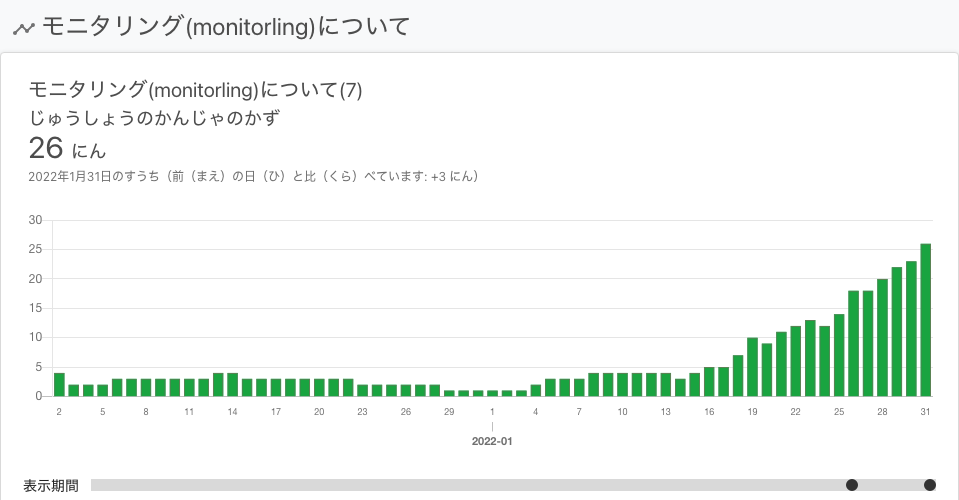 モニタリング(monitorling)について
モニタリング(monitorling)について(7)
じゅうしょうのかんじゃのかず
26 にん
2022年1月31日のすうち（前（まえ）の日（ひ）と比（くら）べています: +3 にん）
30
25
20
15
10
5
0
2 5 8 11 14 17 20 23 26 29 1 4 7 10 13 16 19 22 25 28 31
2022-01
表示期間